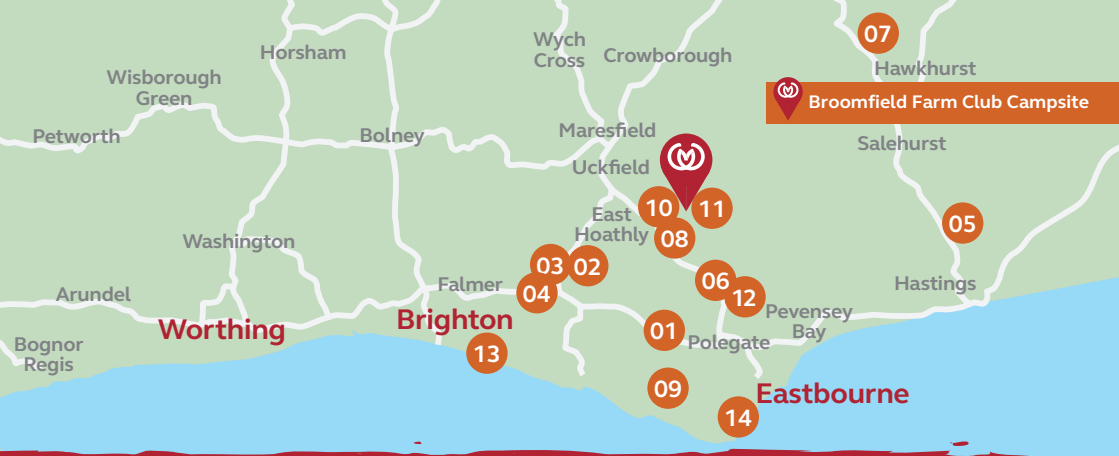 07
Horsham
Wych
Cross
Crowborough
Hawkhurst
Wisborough
Green
Broomfield Farm Club Campsite
Petworth
Bolney
Maresfield
Salehurst
Uckfield
10
11
East
Hoathly
08
05
Washington
03
02
06
12
Arundel
Falmer
04
Hastings
Worthing
Brighton
01
Pevensey
Bay
Polegate
Bognor
Regis
13
09
Eastbourne
14